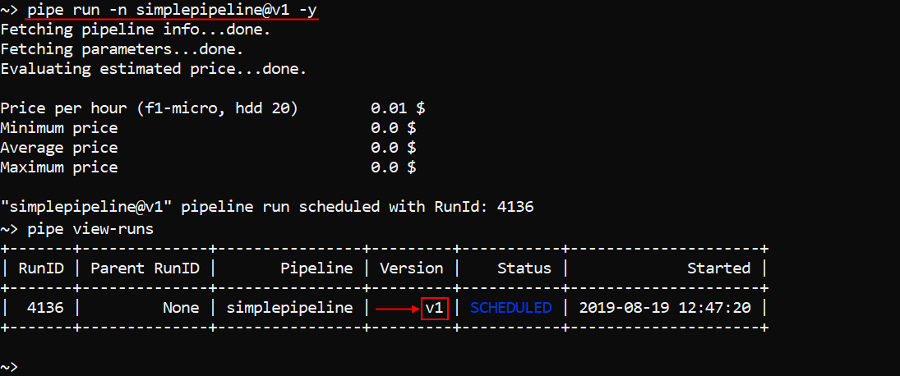 ~> pipe run -n simplepipeline@v1 -y
Fetching pipeline info...done.
Fetching parameters...done.
Evaluating estimated price...done.
Price per hour (f1-micro, hdd 20)        0.01 $
Minimum price                            0.0 $
Average price                            0.0 $
Maximum price                            0.0 $
"simplepipeline@v1" pipeline run scheduled with RunId: 4136
~> pipe view-runs
+-------+--------------+----------------+---------+-----------+---------------------+
| RunID | Parent RunID |       Pipeline | Version |    Status |             Started |
+-------+--------------+----------------+---------+-----------+---------------------+
|  4136 |         None | simplepipeline |      v1 | SCHEDULED | 2019-08-19 12:47:20 |
+-------+--------------+----------------+---------+-----------+---------------------+
~>